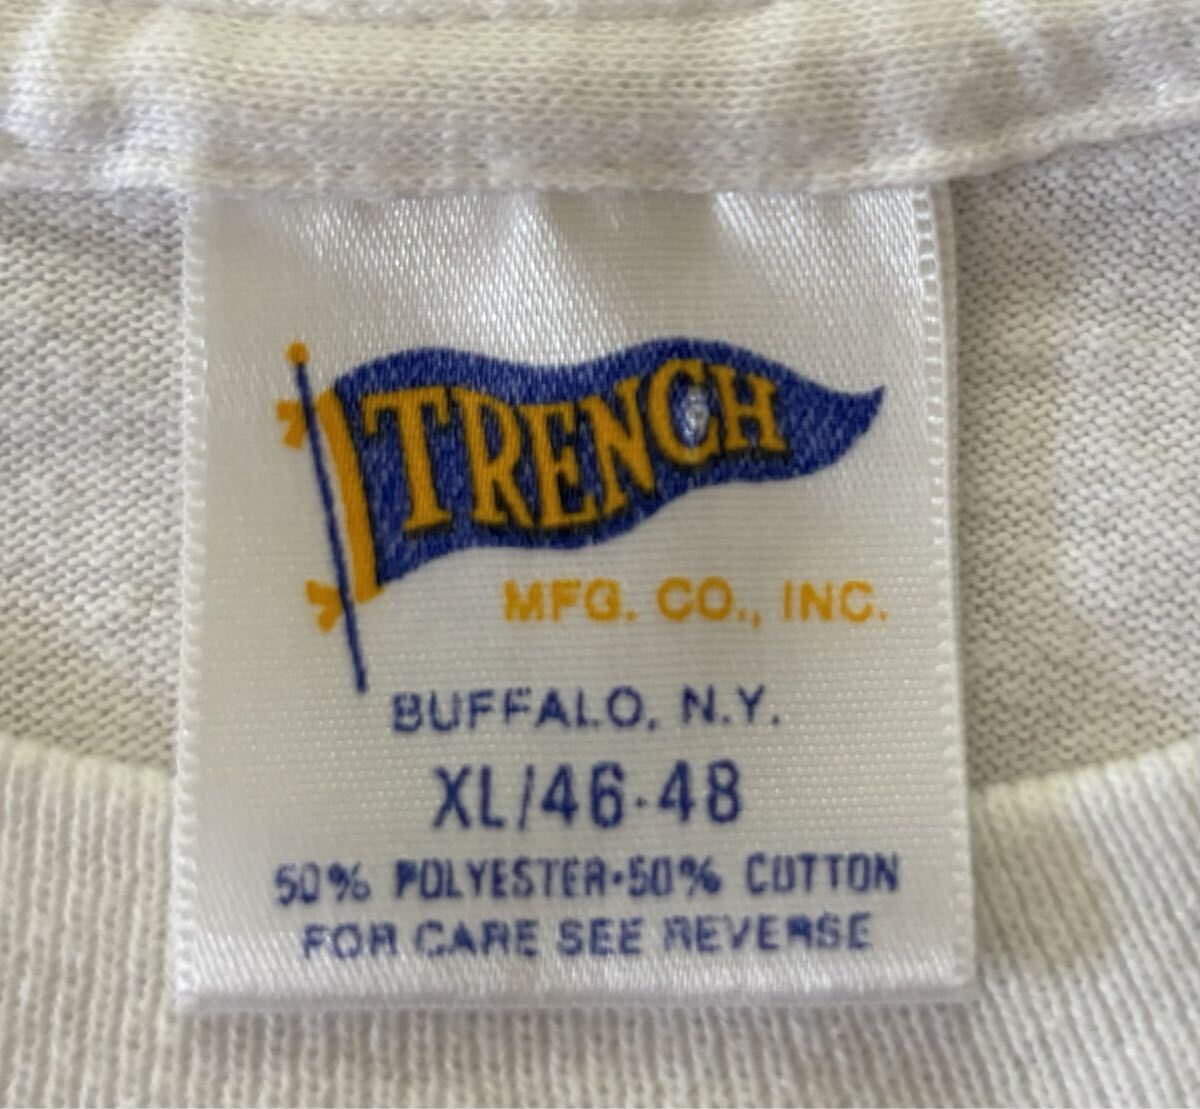 TRENCH
MFG. CO., INC.
BUFFALO, N.Y.
XL/46-48
50% POLYESTER•50% COTTON
FOR CARE SEE REVERSE